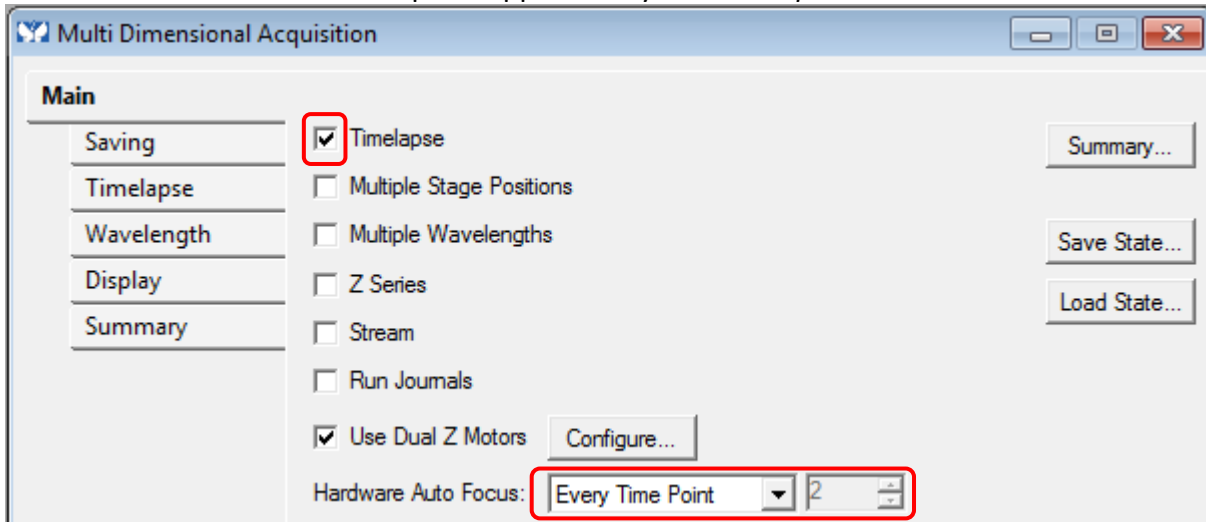 Multi Dimensional Acquisition
Main
Saving
Timelapse
Wavelength
Display
Summary
Timelapse
Multiple Stage Positions
Multiple Wavelengths
Z Series
Stream
Run Journals
Use Dual Z Motors Configure...
Hardware Auto Focus: Every Time Point 2
Summary...
Save State...
Load State...